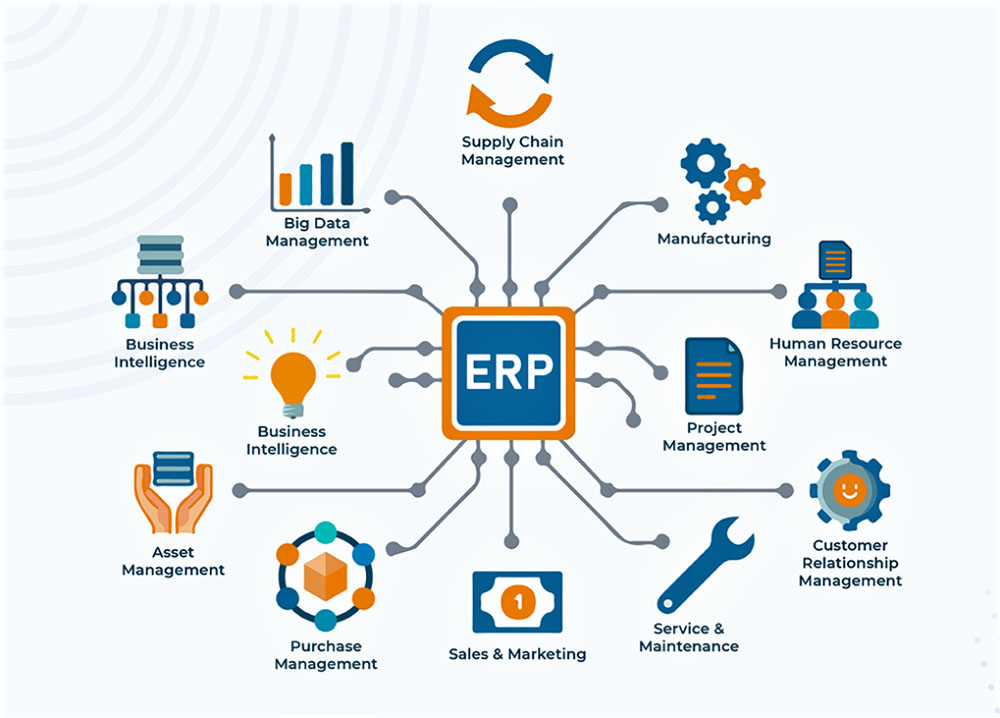 Supply Chain
Management
Big Data
Management
Manufacturing
Business
Intelligence
Human Resource
Management
ERP
Business
Intelligence
Project
Management
Asset
Management
Customer
Relationship
Management
Purchase
Management
1
Sales & Marketing
Service &
Maintenance